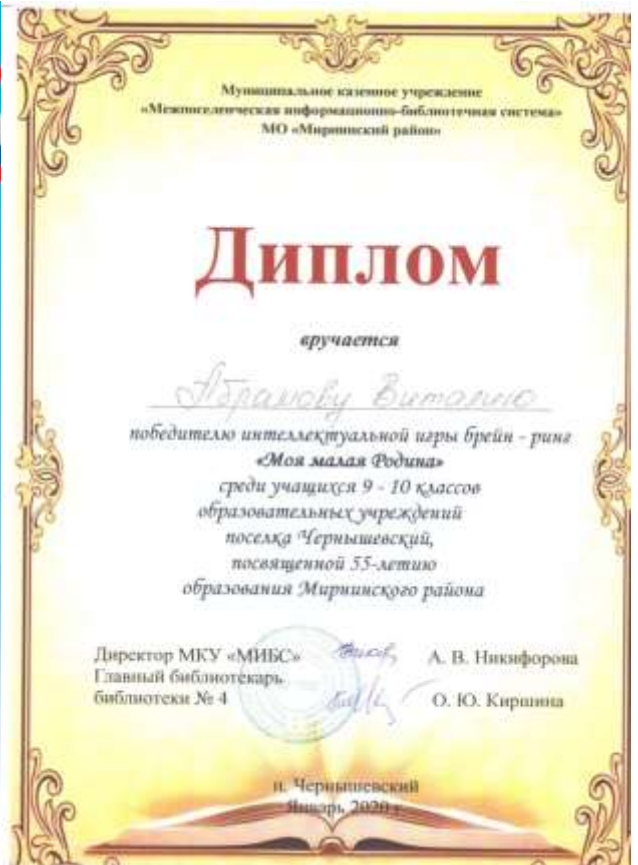 Муниципальное казенное учреждение
«Межпоселенческая информационно-библиотечная система»
МО «Мирнинский район»
Диплом
вручается
Абрамову Виталию
победителю интеллектуальной игры брейн - ринг
«Моя малая Родина»
среди учащихся 9 - 10 классов
образовательных учреждений
поселка Чернышевский,
посвященной 55-летию
образования Мирнинского района
Директор МКУ «МИБС» А. В. Никифорова
Главный библиотекарь
библиотеки № 4 О. Ю. Киршина
п. Чернышевский
Январь 2020 г.